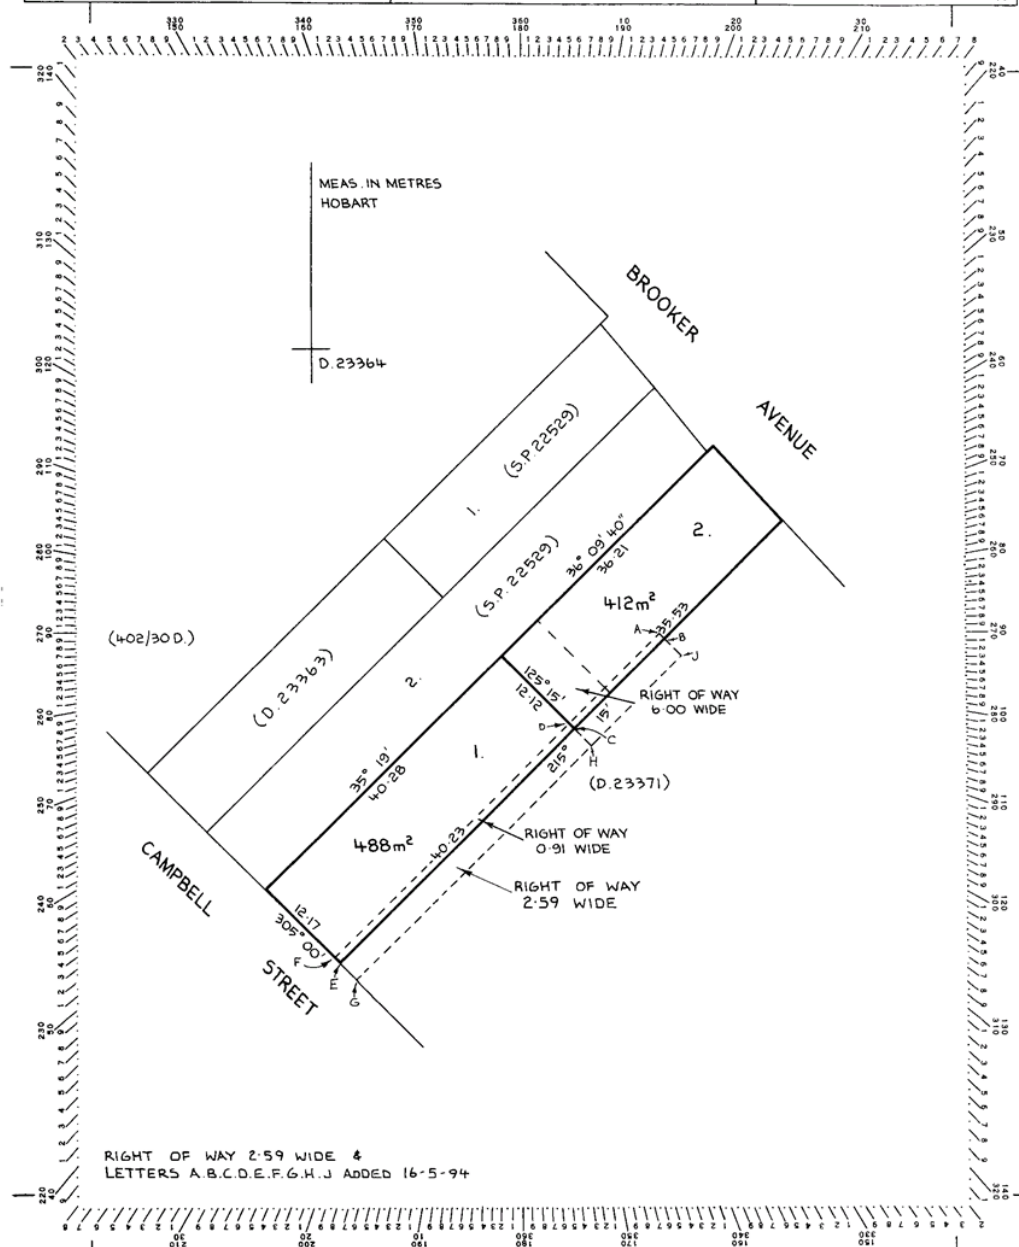 MEAS. IN METRES
HOBART
D.23364
BROOKER
AVENUE
1. (S.P.22529)
(S.P. 22529)
2.
(D.23363)
(402/30 D.)
36° 09' 40"
36·21
2.
412m²
A
35·53
B
J
125° 15'
12·12
RIGHT OF WAY
6·00 WIDE
15'
D
C
H
215°
(D.23371)
35° 19'
40·28
1.
488m²
40·23
RIGHT OF WAY
0·91 WIDE
RIGHT OF WAY
2·59 WIDE
CAMPBELL
STREET
12·17
305° 00'
F
E
G
RIGHT OF WAY 2·59 WIDE &
LETTERS A.B.C.D.E.F.G.H.J ADDED 16-5-94